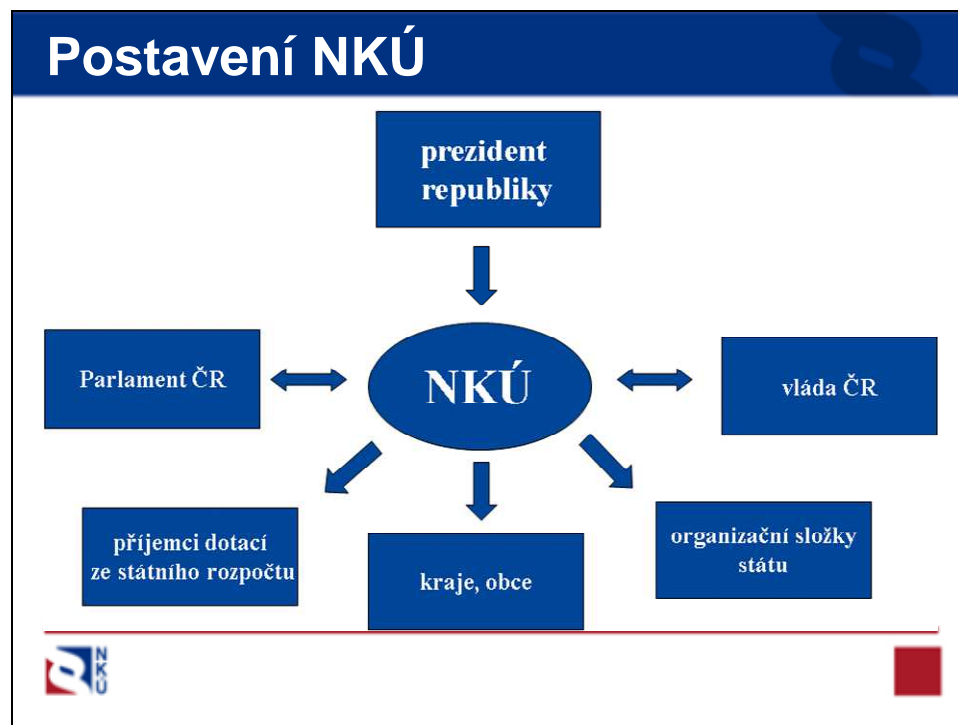 Postavení NKÚ
prezident
republiky
Parlament ČR
NKÚ
vláda ČR
příjemci dotací
ze státního rozpočtu
kraje, obce
organizační složky
státu
NKÚ